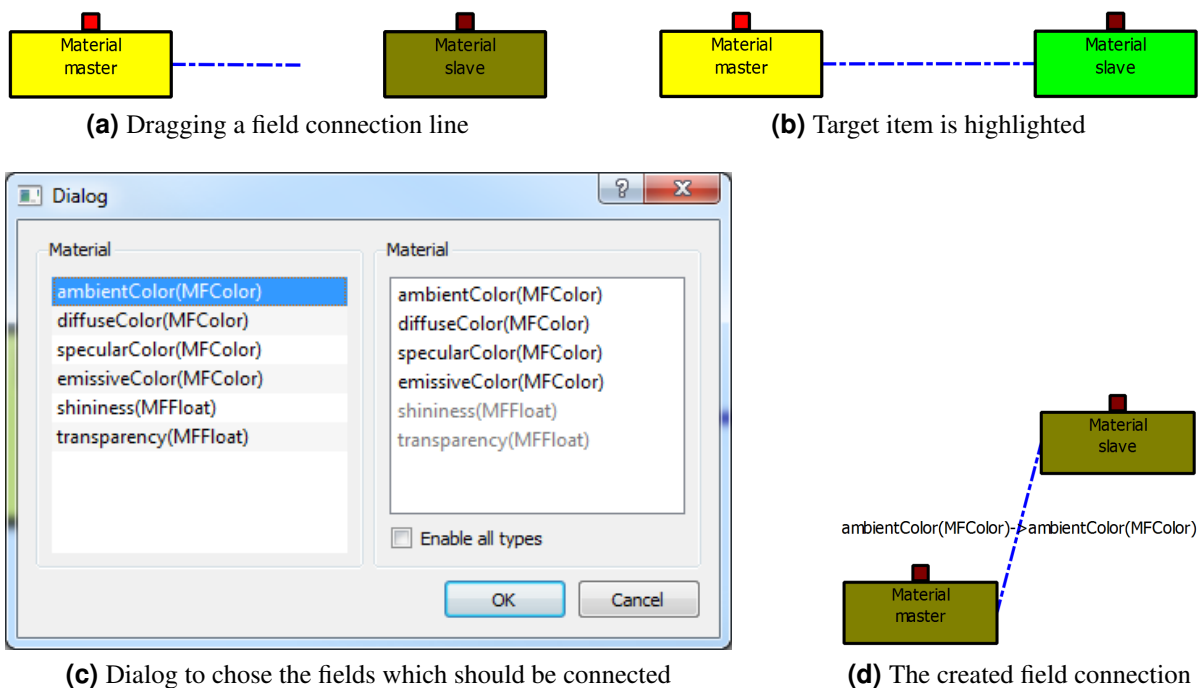 Material
master
Material
slave
Material
master
Material
slave
(a) Dragging a field connection line
(b) Target item is highlighted
Dialog
?
Material
ambientColor(MFColor)
diffuseColor(MFColor)
specularColor(MFColor)
emissiveColor(MFColor)
shininess(MFFloat)
transparency(MFFloat)
Material
ambientColor(MFColor)
diffuseColor(MFColor)
specularColor(MFColor)
emissiveColor(MFColor)
shininess(MFFloat)
transparency(MFFloat)
Enable all types
OK
Cancel
Material
slave
ambientColor(MFColor)->ambientColor(MFColor)
Material
master
(c) Dialog to chose the fields which should be connected
(d) The created field connection